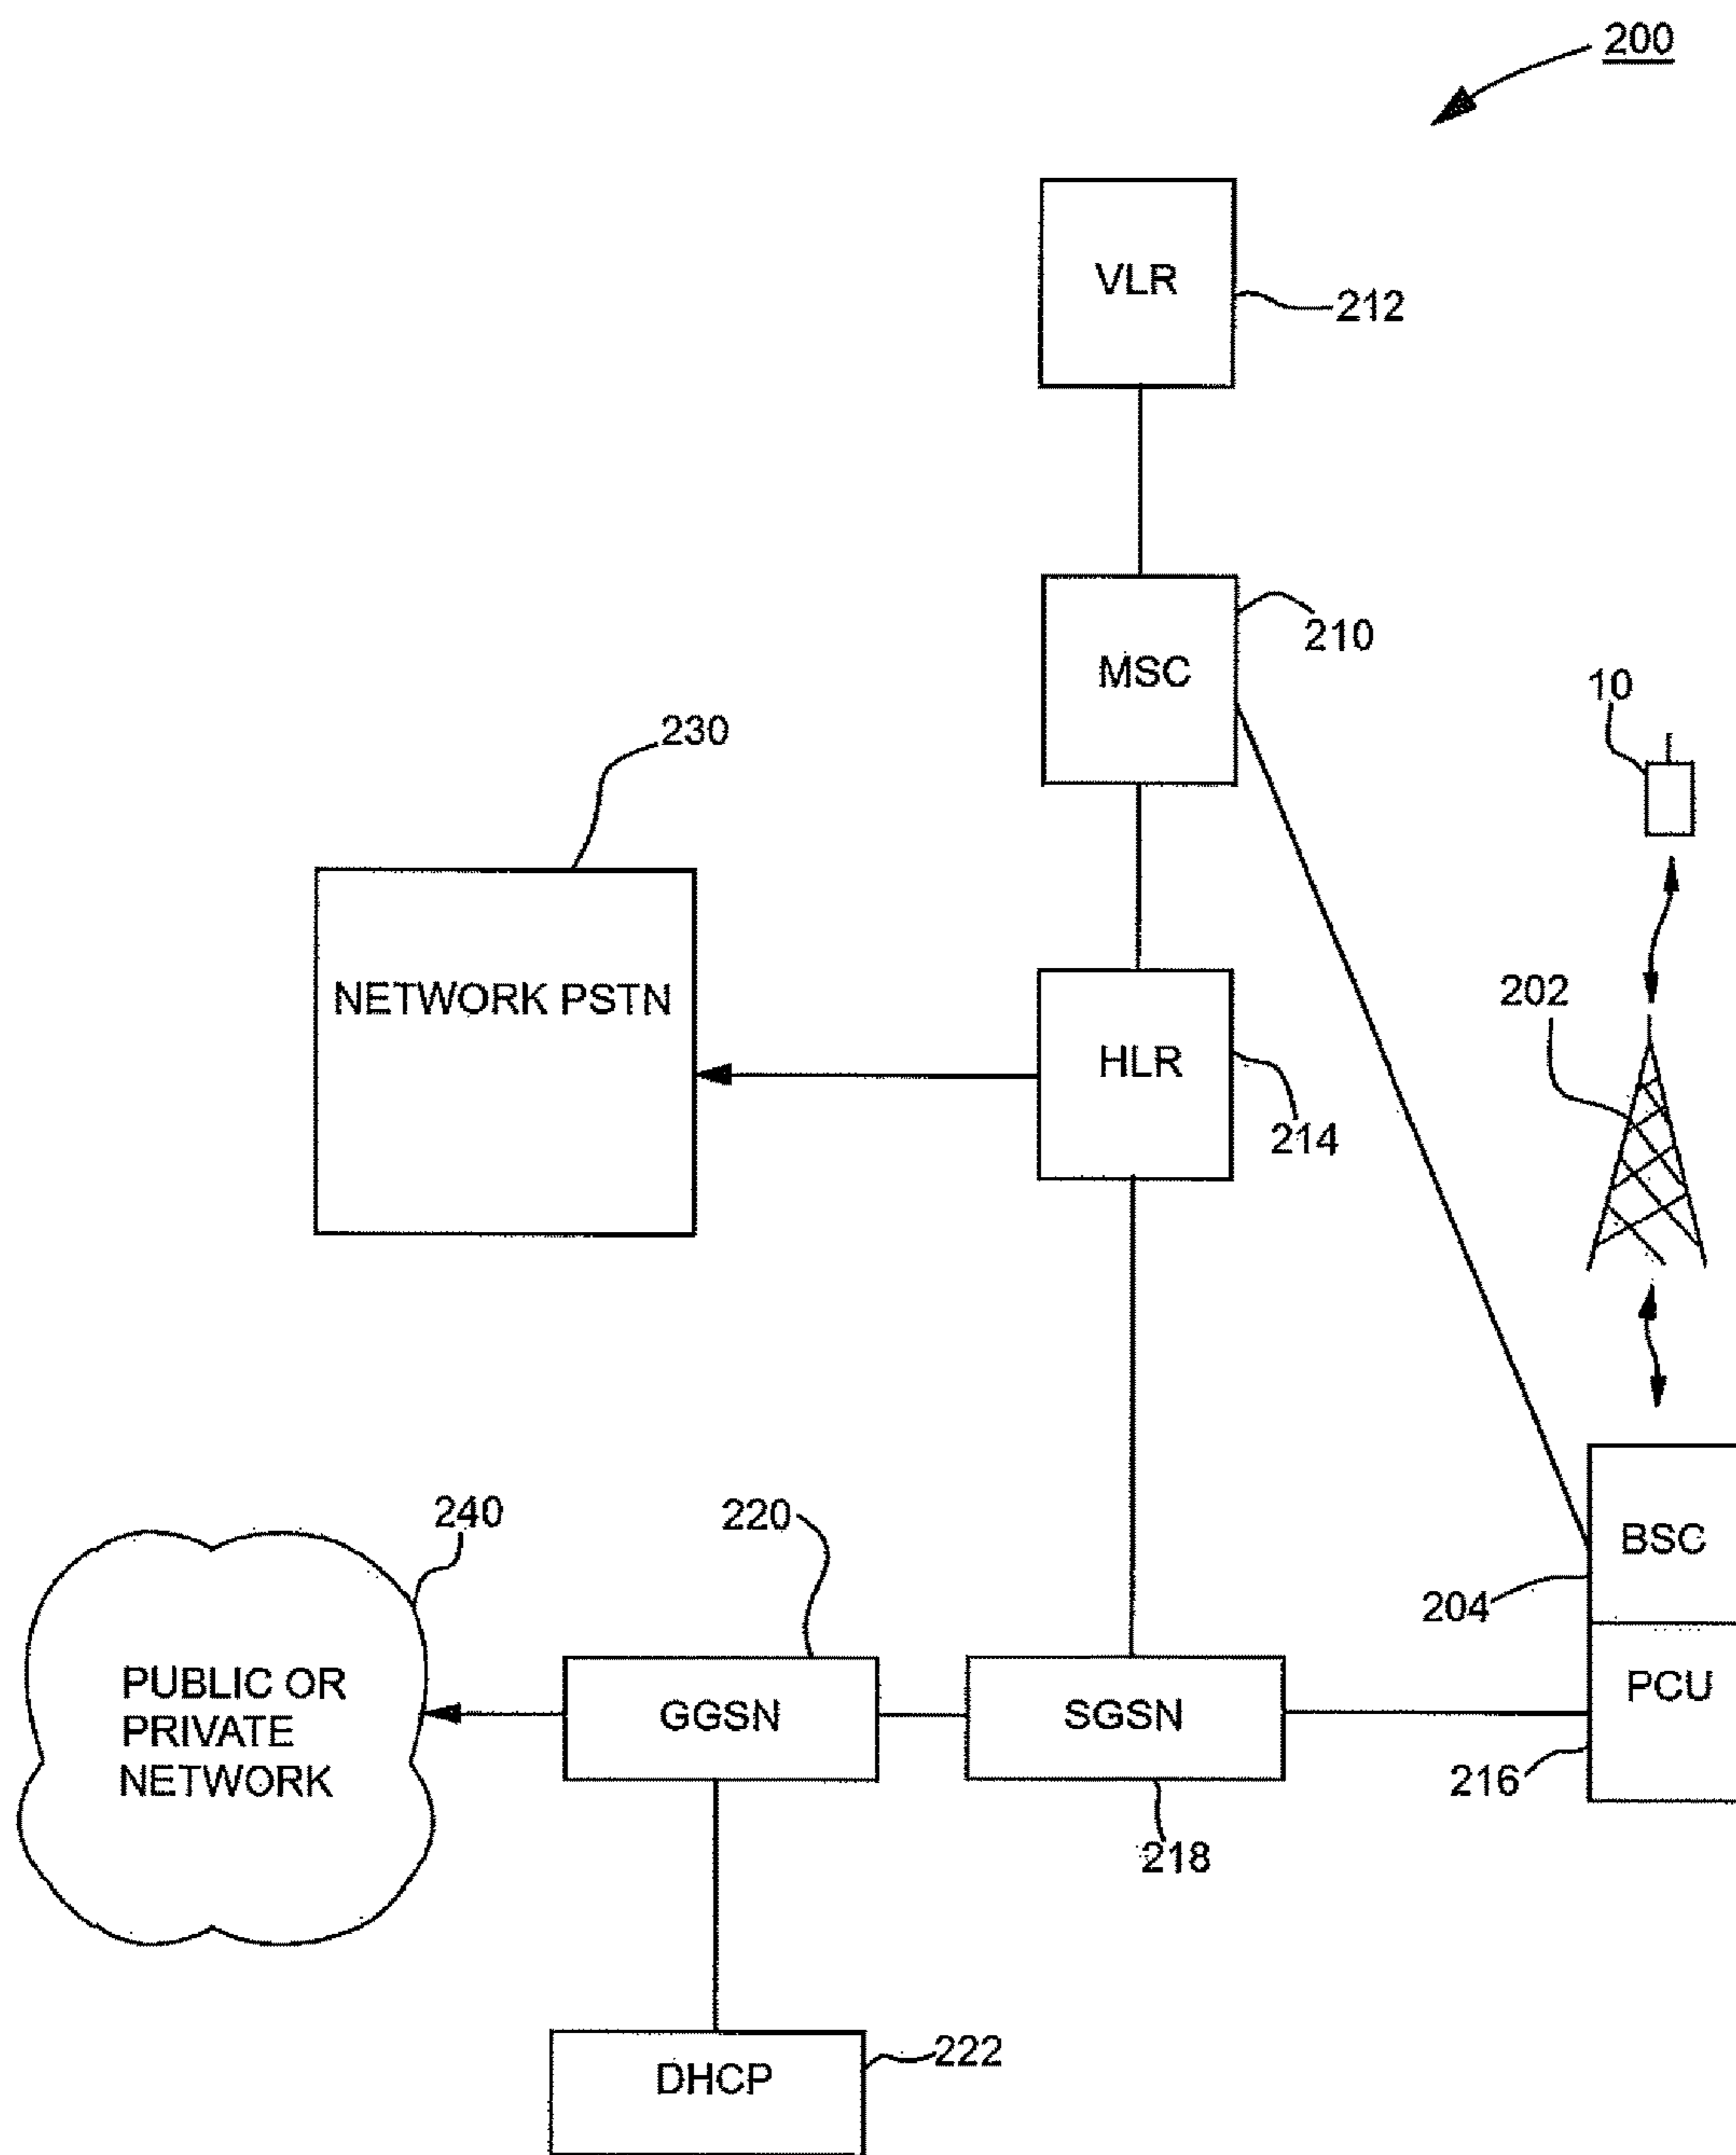 200
VLR
212
210
MSC
10
230
NETWORK PSTN
202
HLR
214
240
220
BSC
204
PUBLIC OR
PRIVATE
NETWORK
GGSN
SGSN
PCU
216
218
222
DHCP